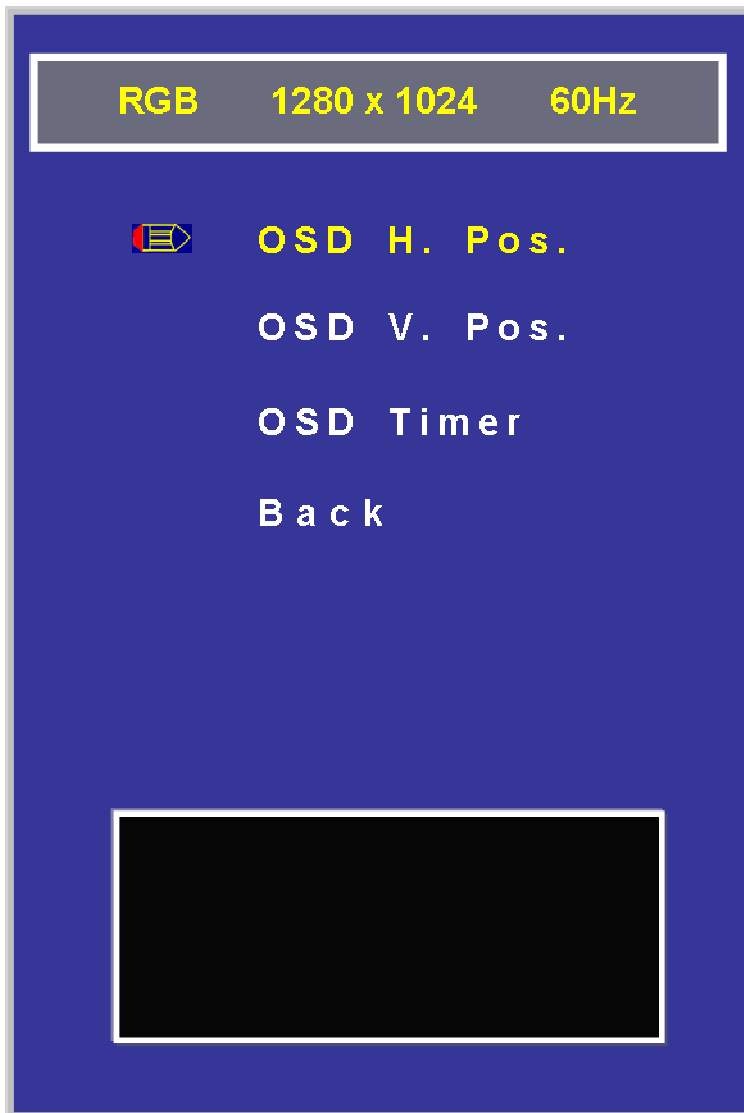 RGB 1280 x 1024 60Hz
OSD H. Pos.
OSD V. Pos.
OSD Timer
Back